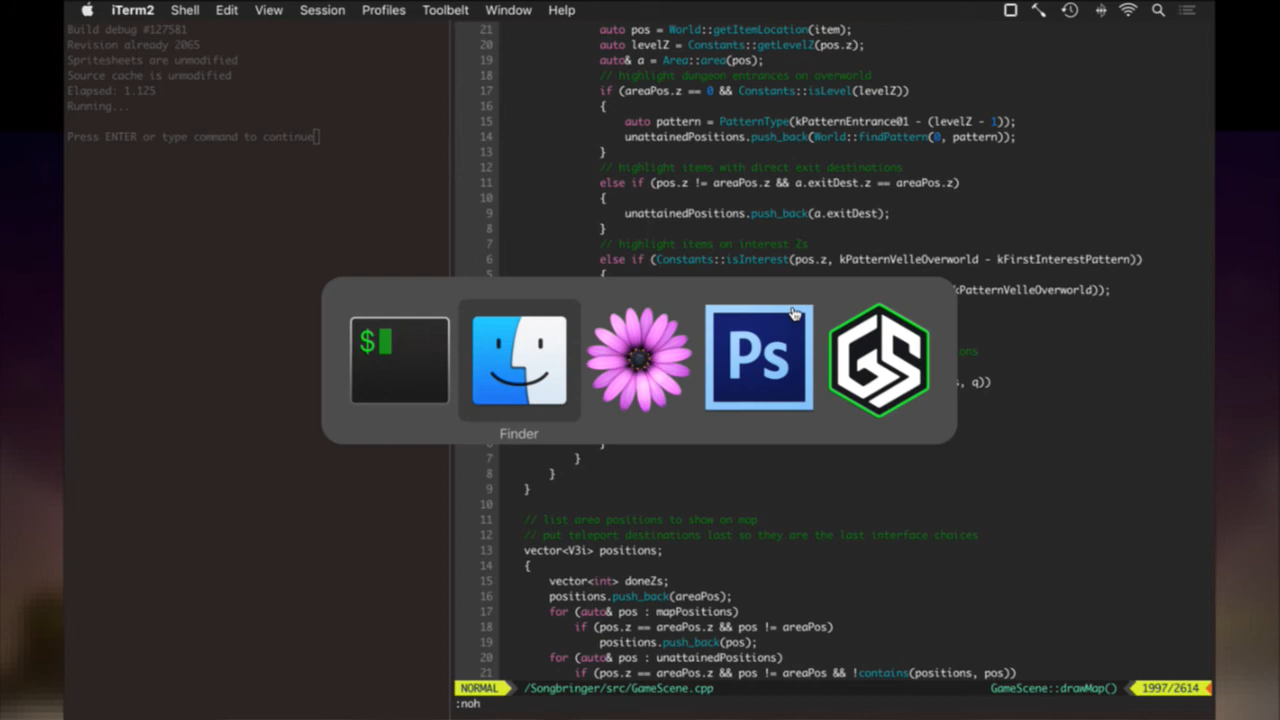 iTerm2 Shell Edit View Session Profiles Toolbelt Window Help
Build debug #127581
Revision already 2065
Spritesheets are unmodified
Source cache is unmodified
Elapsed: 1.125
Running...
Press ENTER or type command to continue
21 auto pos = World::getItemLocation(item);
20 auto levelZ = Constants::getLevelZ(pos.z);
19 auto& a = Area::area(pos);
18 // highlight dungeon entrances on overworld
17 if (areaPos.z == 0 && Constants::isLevel(levelZ))
16 {
15 auto pattern = PatternType(kPatternEntrance01 - (levelZ - 1));
14 unattainedPositions.push_back(World::findPattern(0, pattern));
13 }
12 // highlight items with direct exit destinations
11 else if (pos.z != areaPos.z && a.exitDest.z == areaPos.z)
10 {
9 unattainedPositions.push_back(a.exitDest);
8 }
7 // highlight items on interest Zs
6 else if (Constants::isInterest(pos.z, kPatternVelleOverworld - kFirstInterestPattern))
5 {
kPatternVelleOverworld));
s, q))
$
Ps
GS
Finder
6 }
7 }
8 }
9 }
10
11 // list area positions to show on map
12 // put teleport destinations last so they are the last interface choices
13 vector<V3i> positions;
14 {
15 vector<int> doneZs;
16 positions.push_back(areaPos);
17 for (auto& pos : mapPositions)
18 if (pos.z == areaPos.z && pos != areaPos)
19 positions.push_back(pos);
20 for (auto& pos : unattainedPositions)
21 if (pos.z == areaPos.z && pos != areaPos && !contains(positions, pos))
NORMAL /Songbringer/src/GameScene.cpp GameScene::drawMap() 1997/2614
:noh